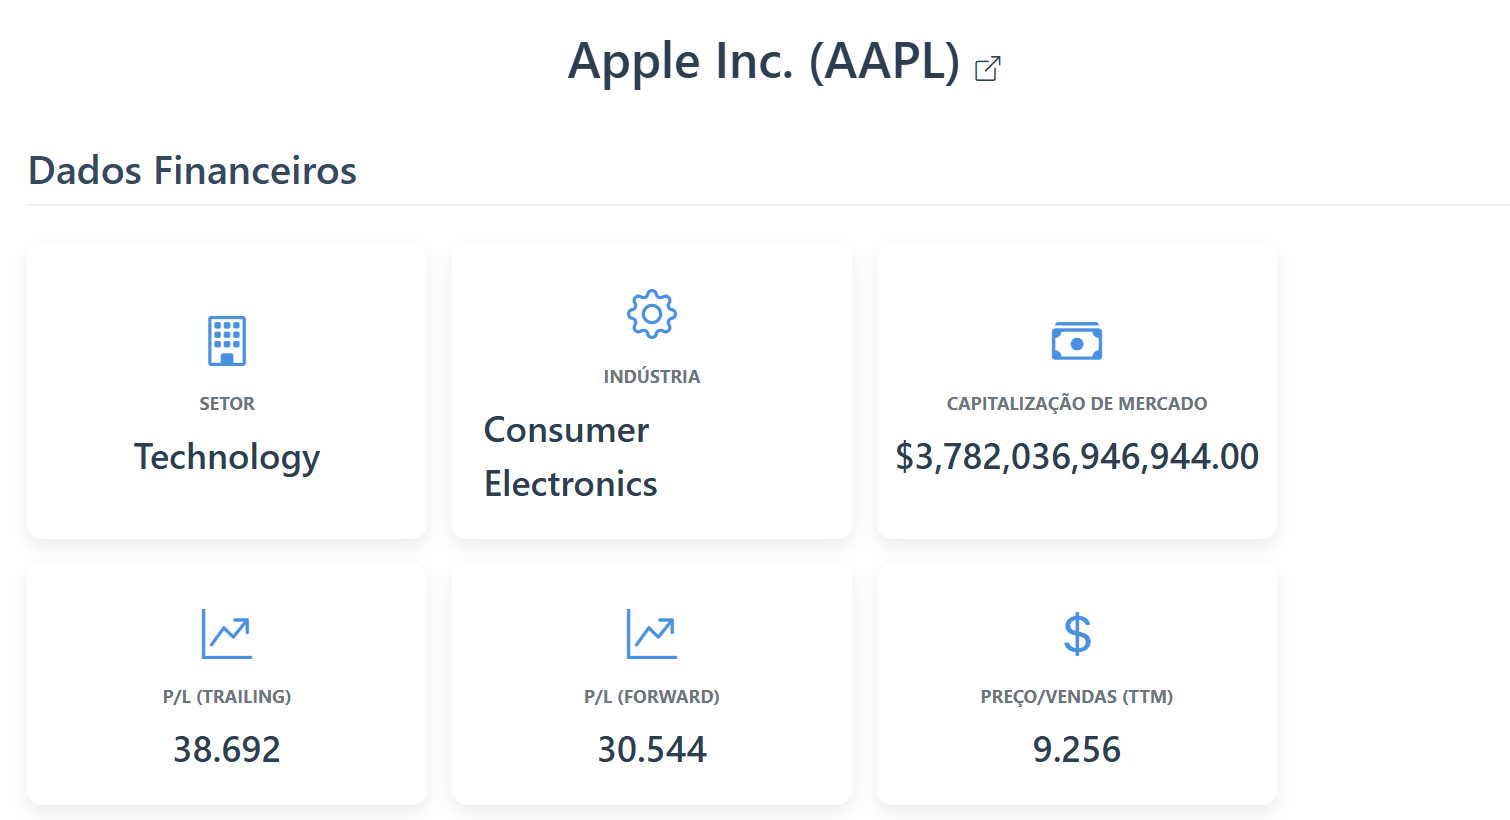 Apple Inc. (AAPL)
Dados Financeiros
SETOR
Technology
INDÚSTRIA
Consumer
Electronics
CAPITALIZAÇÃO DE MERCADO
$3,782,036,946,944.00
P/L (TRAILING)
38.692
P/L (FORWARD)
30.544
PREÇO/VENDAS (TTM)
9.256